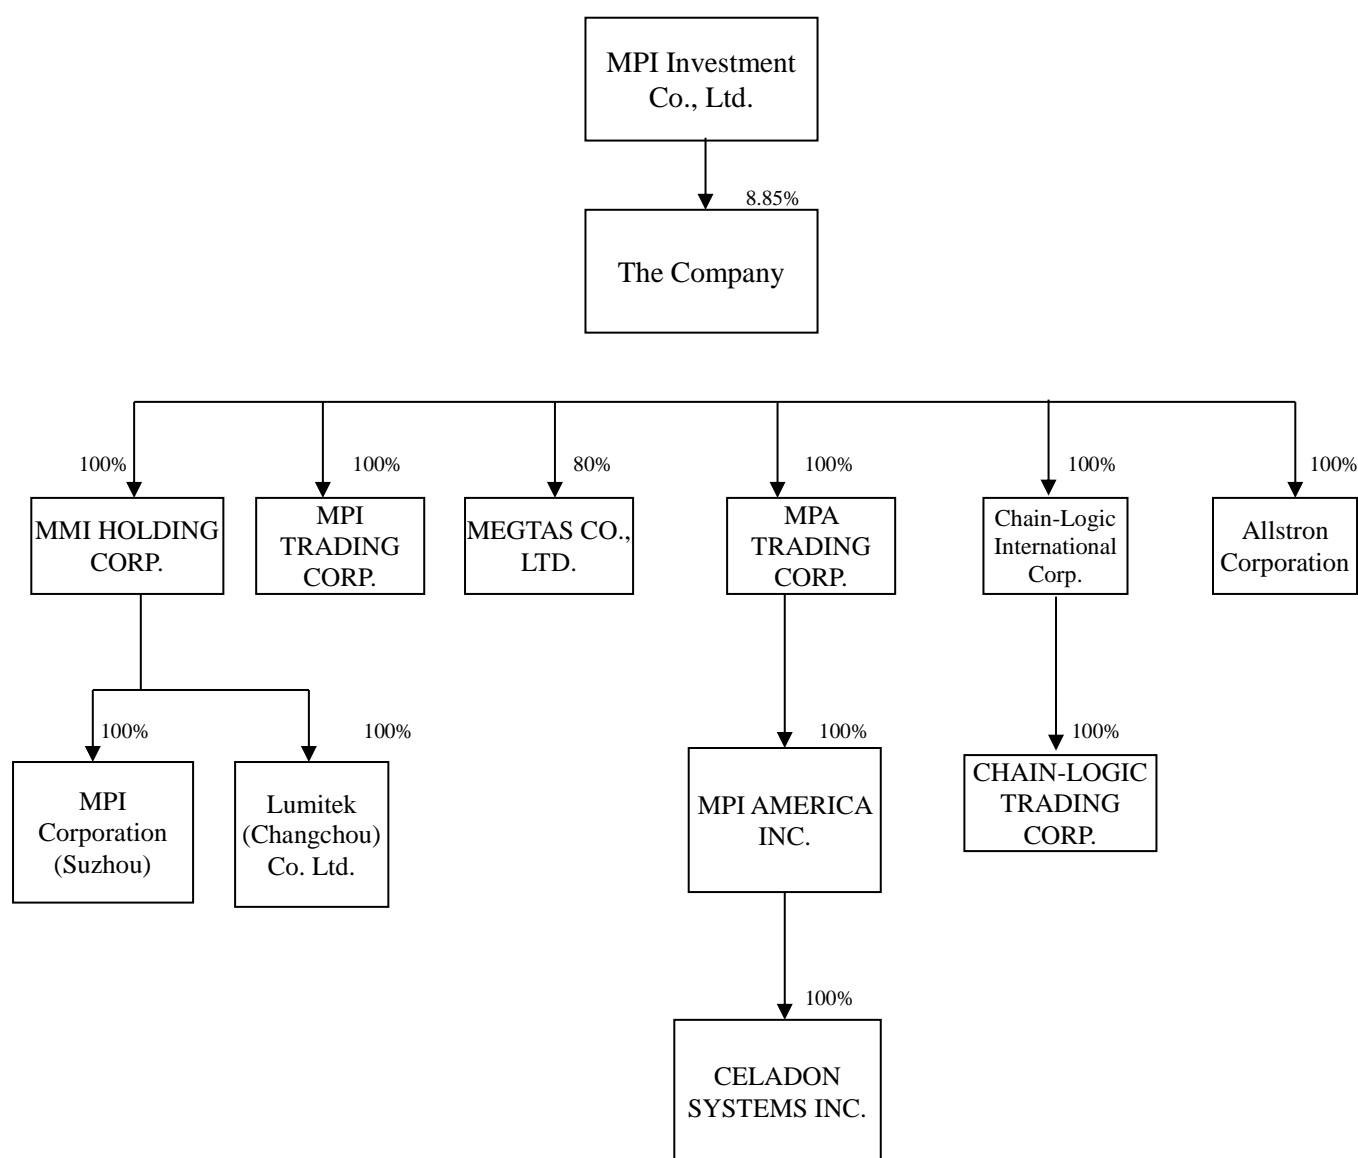 MPI Investment
Co., Ltd.
8.85%
The Company
100%
100%
80%
100%
100%
100%
MMI HOLDING
CORP.
MPI
TRADING
CORP.
MEGTAS CO.,
LTD.
MPA
TRADING
CORP.
Chain-Logic
International
Corp.
Allstron
Corporation
100%
100%
100%
100%
MPI
Corporation
(Suzhou)
Lumitek
(Changchou)
Co. Ltd.
MPI AMERICA
INC.
CHAIN-LOGIC
TRADING
CORP.
100%
CELADON
SYSTEMS INC.